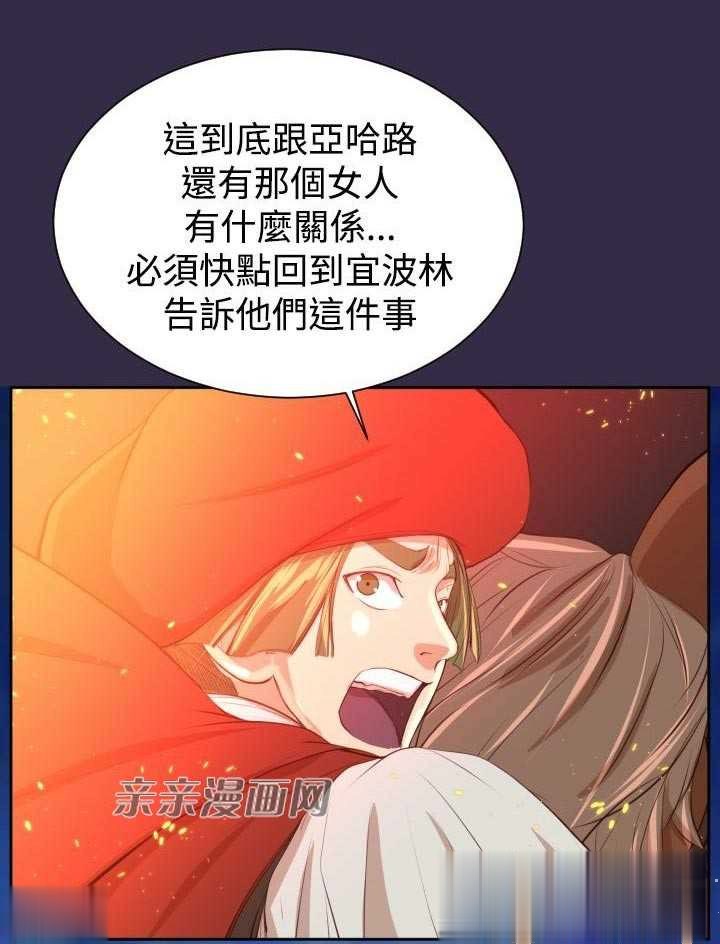 這到底跟亞哈路
還有那個女人
有什麼關係...
必須快點回到宜波林
告訴他們這件事
亲亲漫画网